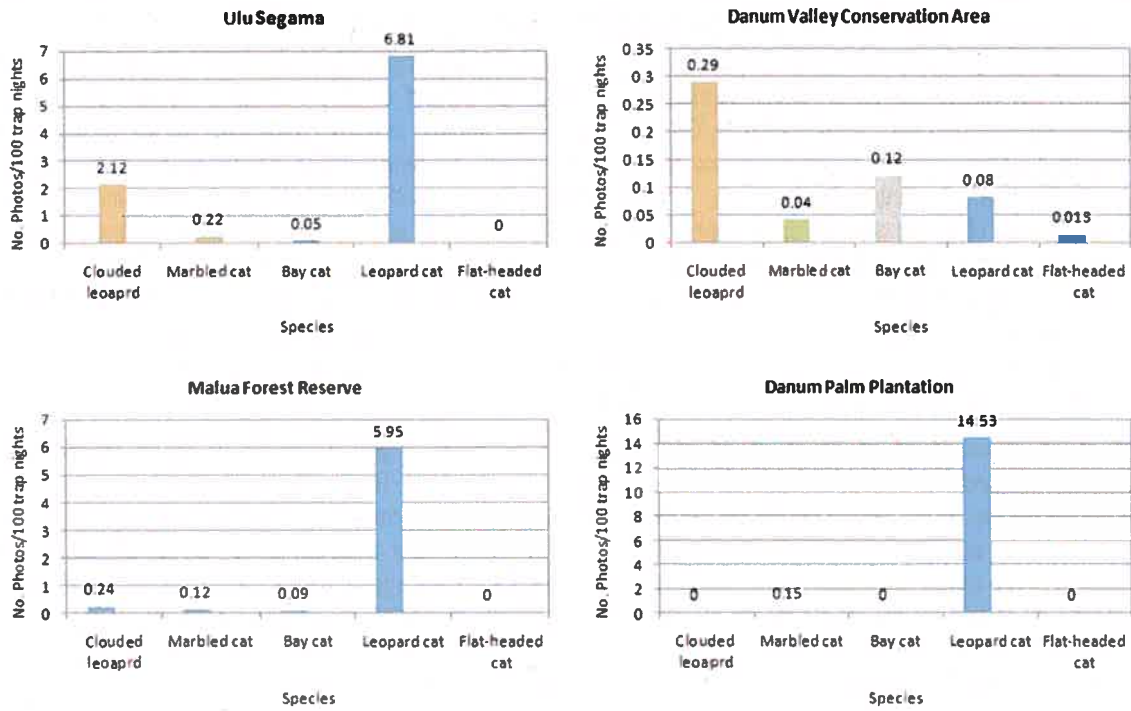 Ulu Segama
No. Photos/100 trap nights
7
6
5
4
3
2
1
0
2.12
0.22
0.05
6.81
0
Clouded
leoaprd
Marbled cat
Bay cat
Leopard cat
Flat-headed
cat
Species
Danum Valley Conservation Area
No. Photos/100 trap nights
0.35
0.3
0.25
0.2
0.15
0.1
0.05
0
0.29
0.04
0.12
0.08
0.013
Clouded
leoaprd
Marbled cat
Bay cat
Leopard cat
Flat-headed
cat
Species
Malua Forest Reserve
No. Photos/100 trap nights
7
6
5
4
3
2
1
0
0.24
0.12
0.09
5.95
0
Clouded
leoaprd
Marbled cat
Bay cat
Leopard cat
Flat-headed
cat
Species
Danum Palm Plantation
No. Photos/100 trap nights
16
14
12
10
8
6
4
2
0
0
0.15
0
14.53
0
Clouded
leoaprd
Marbled cat
Bay cat
Leopard cat
Flat-headed
cat
Species